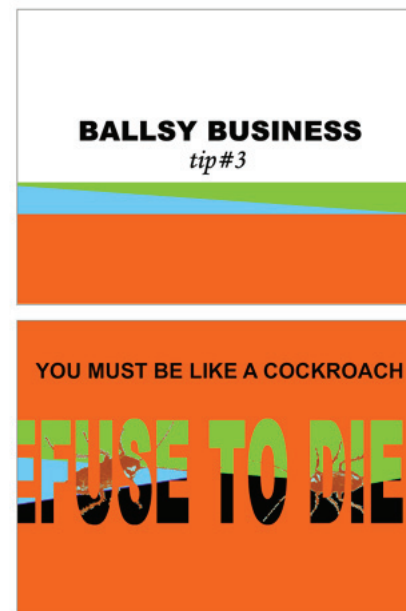 BALLSY BUSINESS
tip#3
YOU MUST BE LIKE A COCKROACH
EFUSE TO DIE